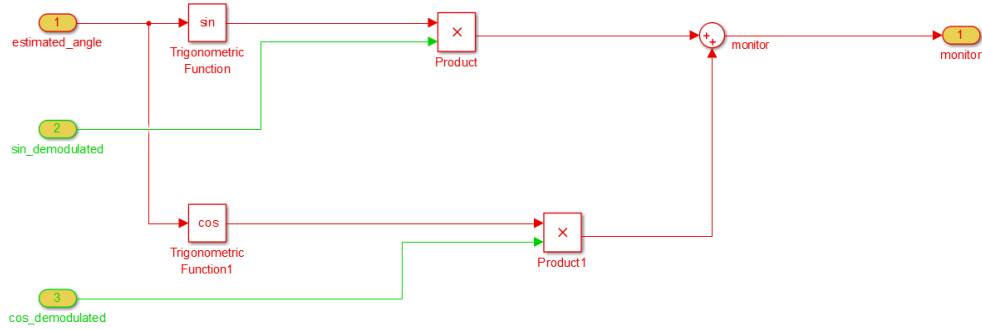 1
estimated_angle
sin
Trigonometric
Function
×
Product
++
monitor
1
monitor
2
sin_demodulated
cos
Trigonometric
Function1
×
Product1
3
cos_demodulated